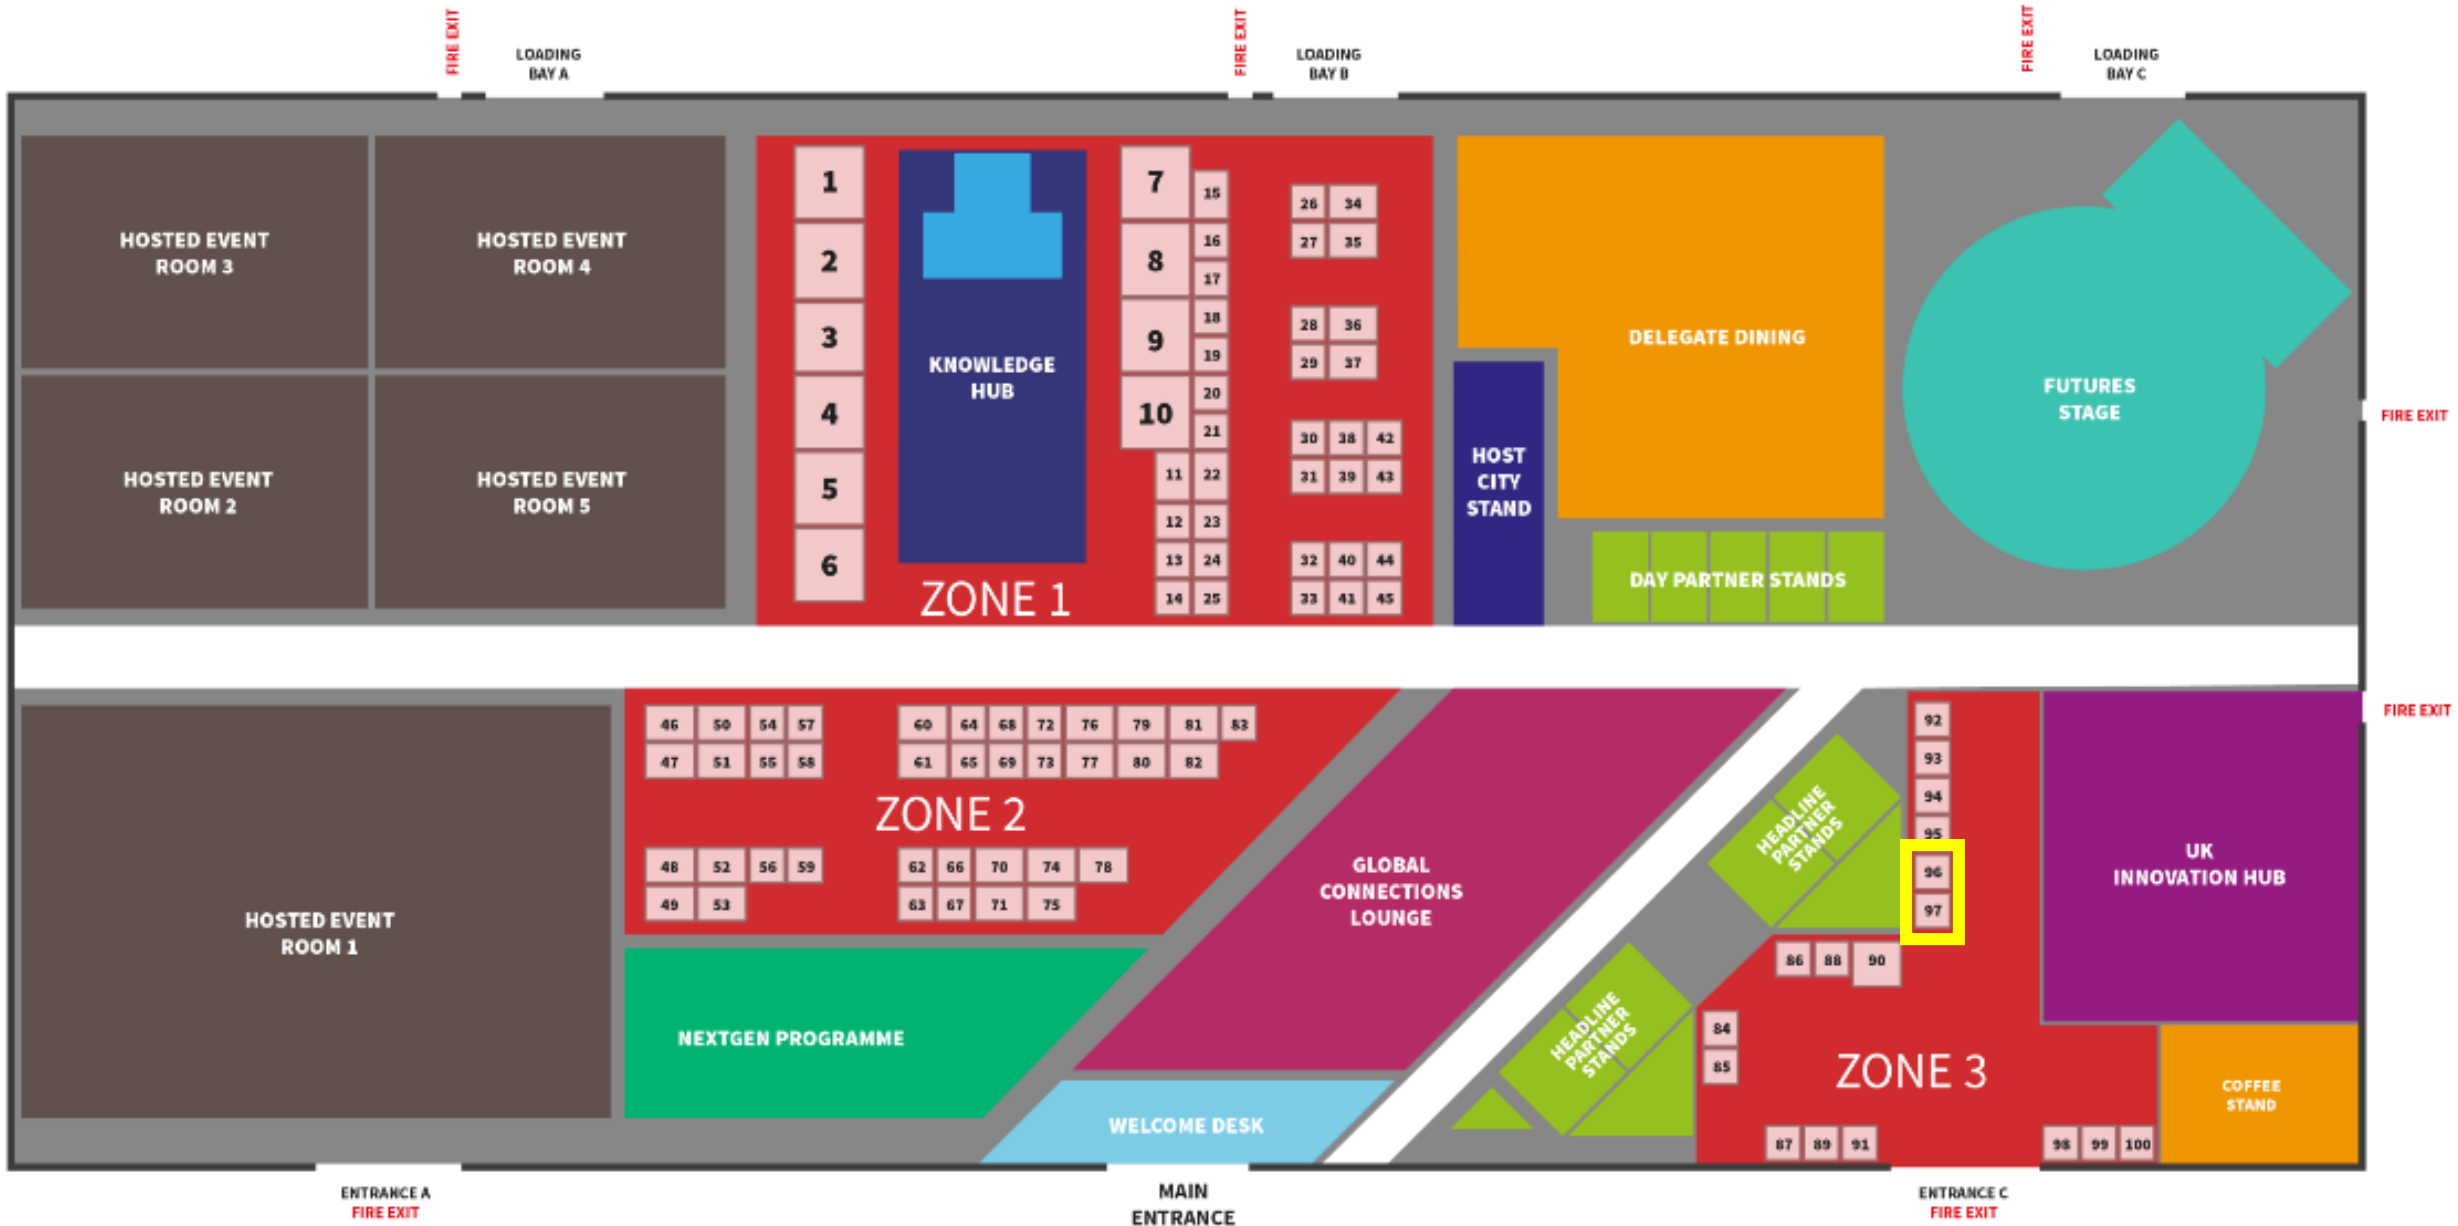 FIRE EXIT
LOADING
BAY A
FIRE EXIT
LOADING
BAY B
FIRE EXIT
LOADING
BAY C
HOSTED EVENT
ROOM 3
HOSTED EVENT
ROOM 4
HOSTED EVENT
ROOM 2
HOSTED EVENT
ROOM 5
1
2
3
4
5
6
KNOWLEDGE
HUB
ZONE 1
7
8
9
10
15
16
17
18
19
20
21
11 22
12 23
13 24
14 25
26 34
27 35
28 36
29 37
30 38 42
31 39 43
32 40 44
33 41 45
HOST
CITY
STAND
DELEGATE DINING
DAY PARTNER STANDS
FUTURES
STAGE
FIRE EXIT
FIRE EXIT
HOSTED EVENT
ROOM 1
46 50 54 57
47 51 55 58
60 64 68 72 76 79 81 83
61 65 69 73 77 80 82
ZONE 2
48 52 56 59
49 53
62 66 70 74 78
63 67 71 75
NEXTGEN PROGRAMME
GLOBAL
CONNECTIONS
LOUNGE
WELCOME DESK
HEADLINE
PARTNER
STANDS
HEADLINE
PARTNER
STANDS
92
93
94
95
96
97
86 88 90
84
85
ZONE 3
87 89 91
98 99 100
UK
INNOVATION HUB
COFFEE
STAND
ENTRANCE A
FIRE EXIT
MAIN
ENTRANCE
ENTRANCE C
FIRE EXIT